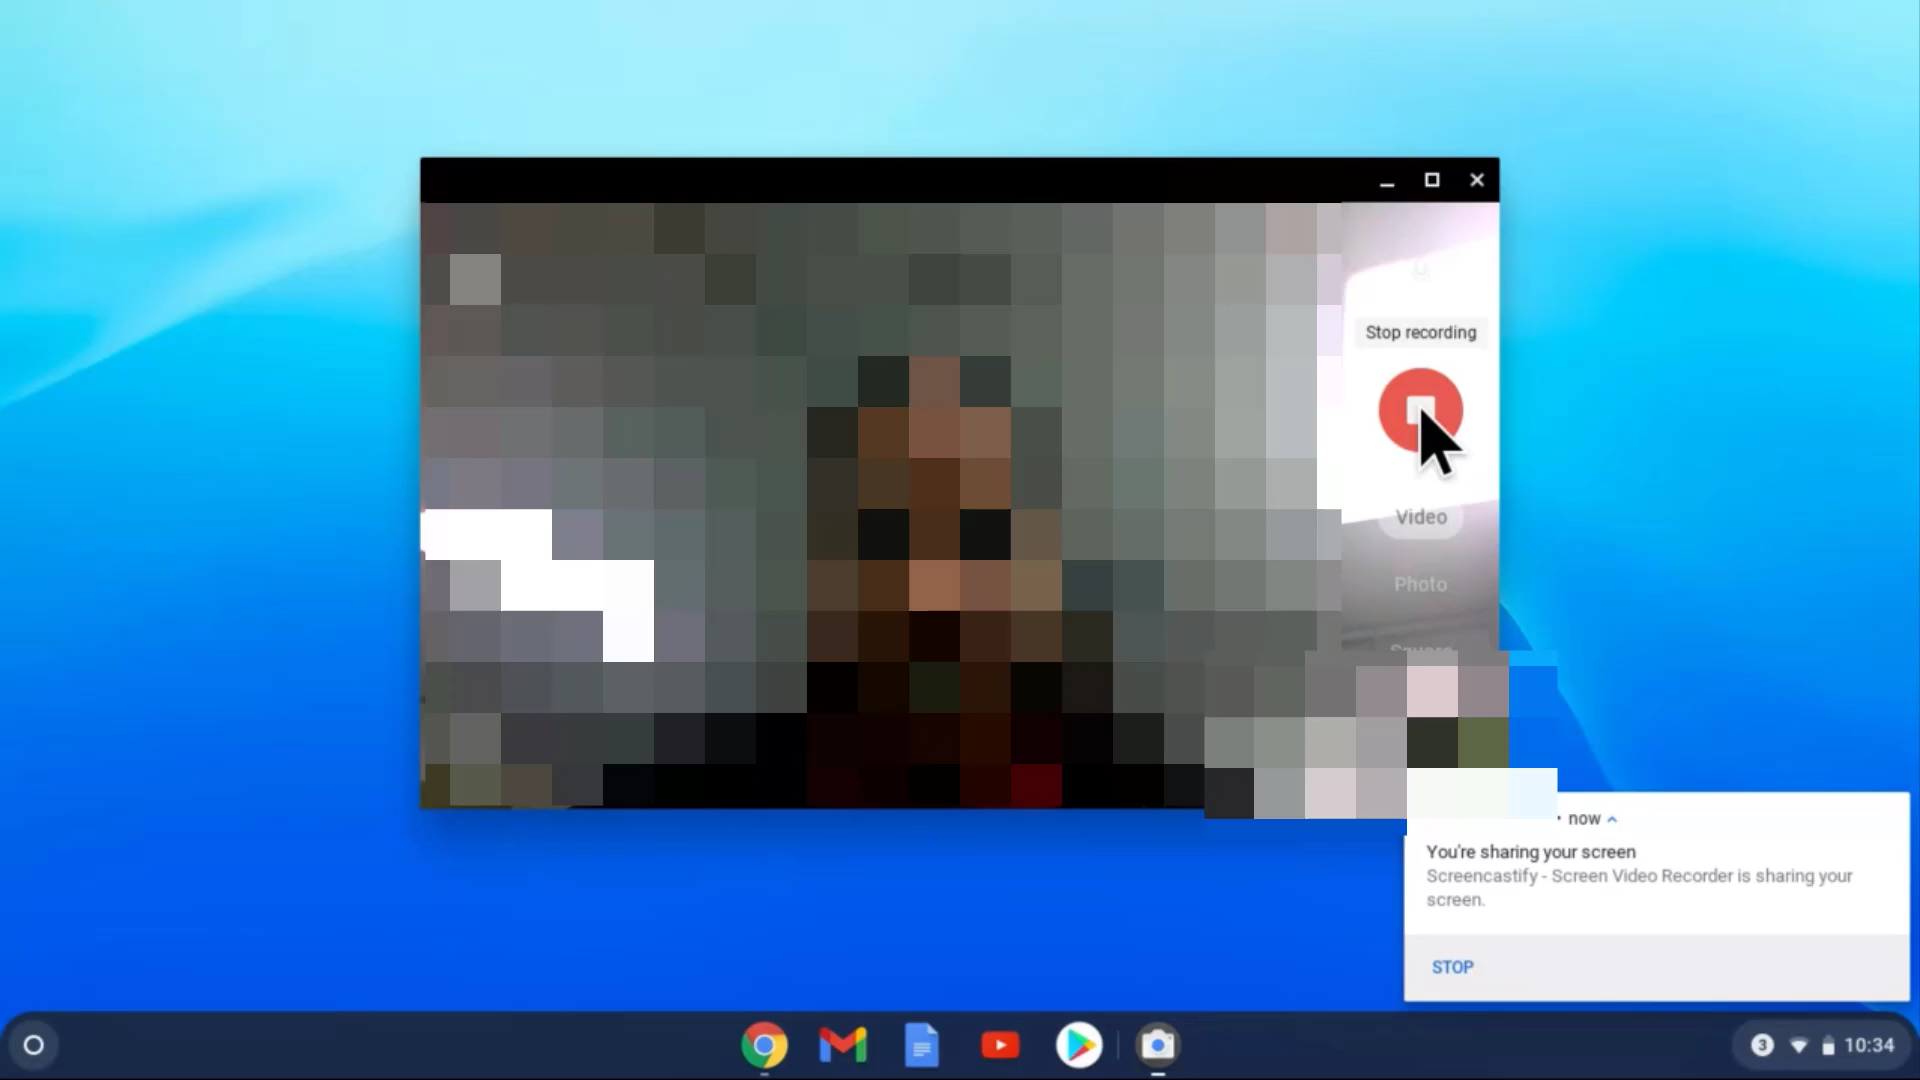 Stop recording
Video
Photo
Square
• now
You're sharing your screen
Screencastify - Screen Video Recorder is sharing your
screen.
STOP
3
10:34